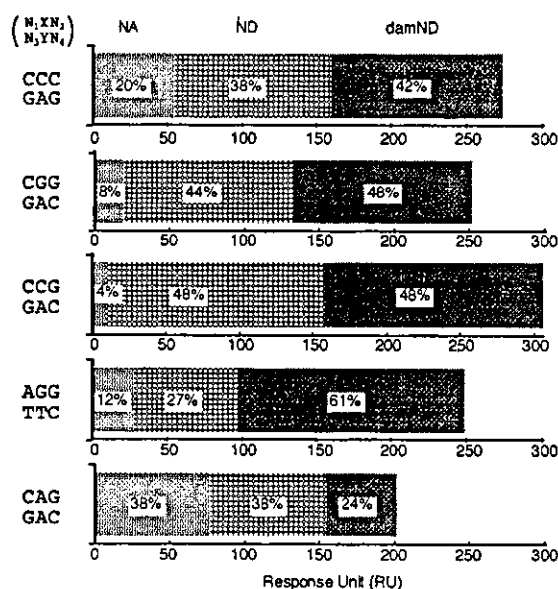 (N₁XN₂ NA ND damND
N₃YN₄)
CCC
GAG
20% 38% 42%
0 50 100 150 200 250 300
CGG
GAC
8% 44% 48%
0 50 100 150 200 250 300
CCG
GAC
4% 48% 48%
0 50 100 150 200 250 300
AGG
TTC
12% 27% 61%
0 50 100 150 200 250 300
CAG
GAC
38% 38% 24%
0 50 100 150 200 250 300
Response Unit (RU)